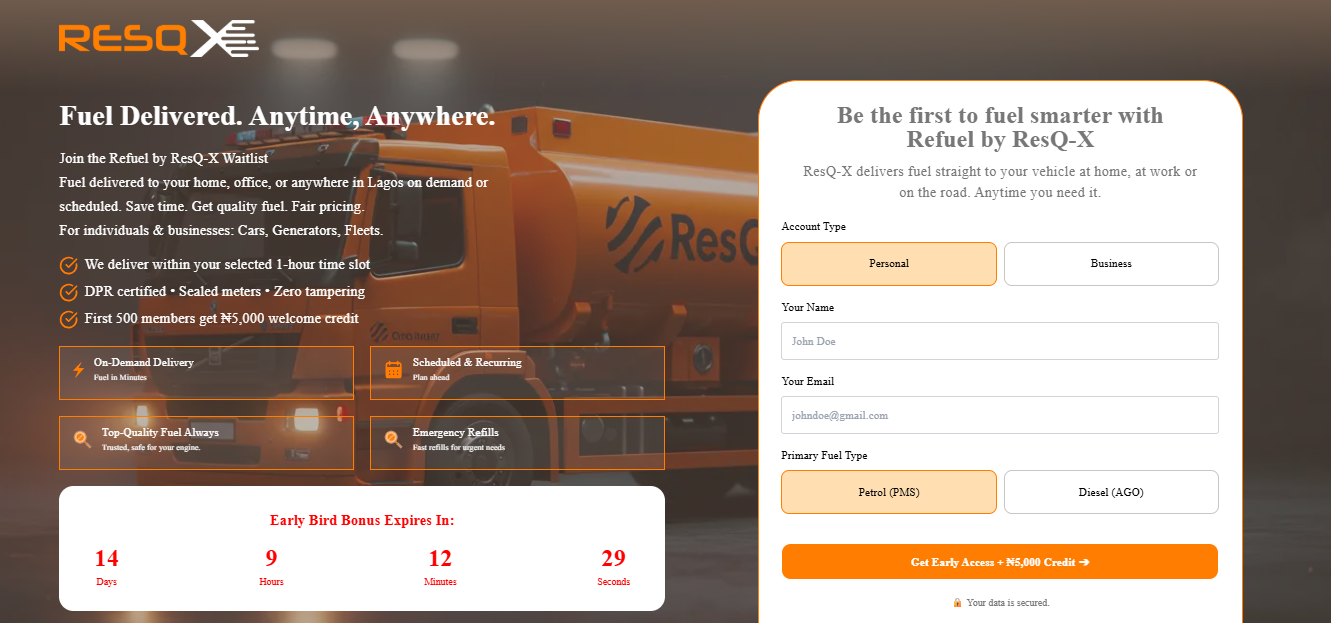 RESQ X
Fuel Delivered. Anytime, Anywhere.
Join the Refuel by ResQ-X Waitlist
Fuel delivered to your home, office, or anywhere in Lagos on demand or
scheduled. Save time. Get quality fuel. Fair pricing.
For individuals & businesses: Cars, Generators, Fleets.
We deliver within your selected 1-hour time slot
DPR certified • Sealed meters • Zero tampering
First 500 members get ₦5,000 welcome credit
On-Demand Delivery
Fuel in Minutes
Scheduled & Recurring
Plan ahead
Top-Quality Fuel Always
Trusted, safe for your engine.
Emergency Refills
Fast refills for urgent needs
Early Bird Bonus Expires In:
14 9 12 29
Days Hours Minutes Seconds
ResQ
Be the first to fuel smarter with
Refuel by ResQ-X
ResQ-X delivers fuel straight to your vehicle at home, at work or
on the road. Anytime you need it.
Account Type
Personal Business
Your Name
John Doe
Your Email
johndoe@gmail.com
Primary Fuel Type
Petrol (PMS) Diesel (AGO)
Get Early Access + ₦5,000 Credit ➔
🔒 Your data is secured.